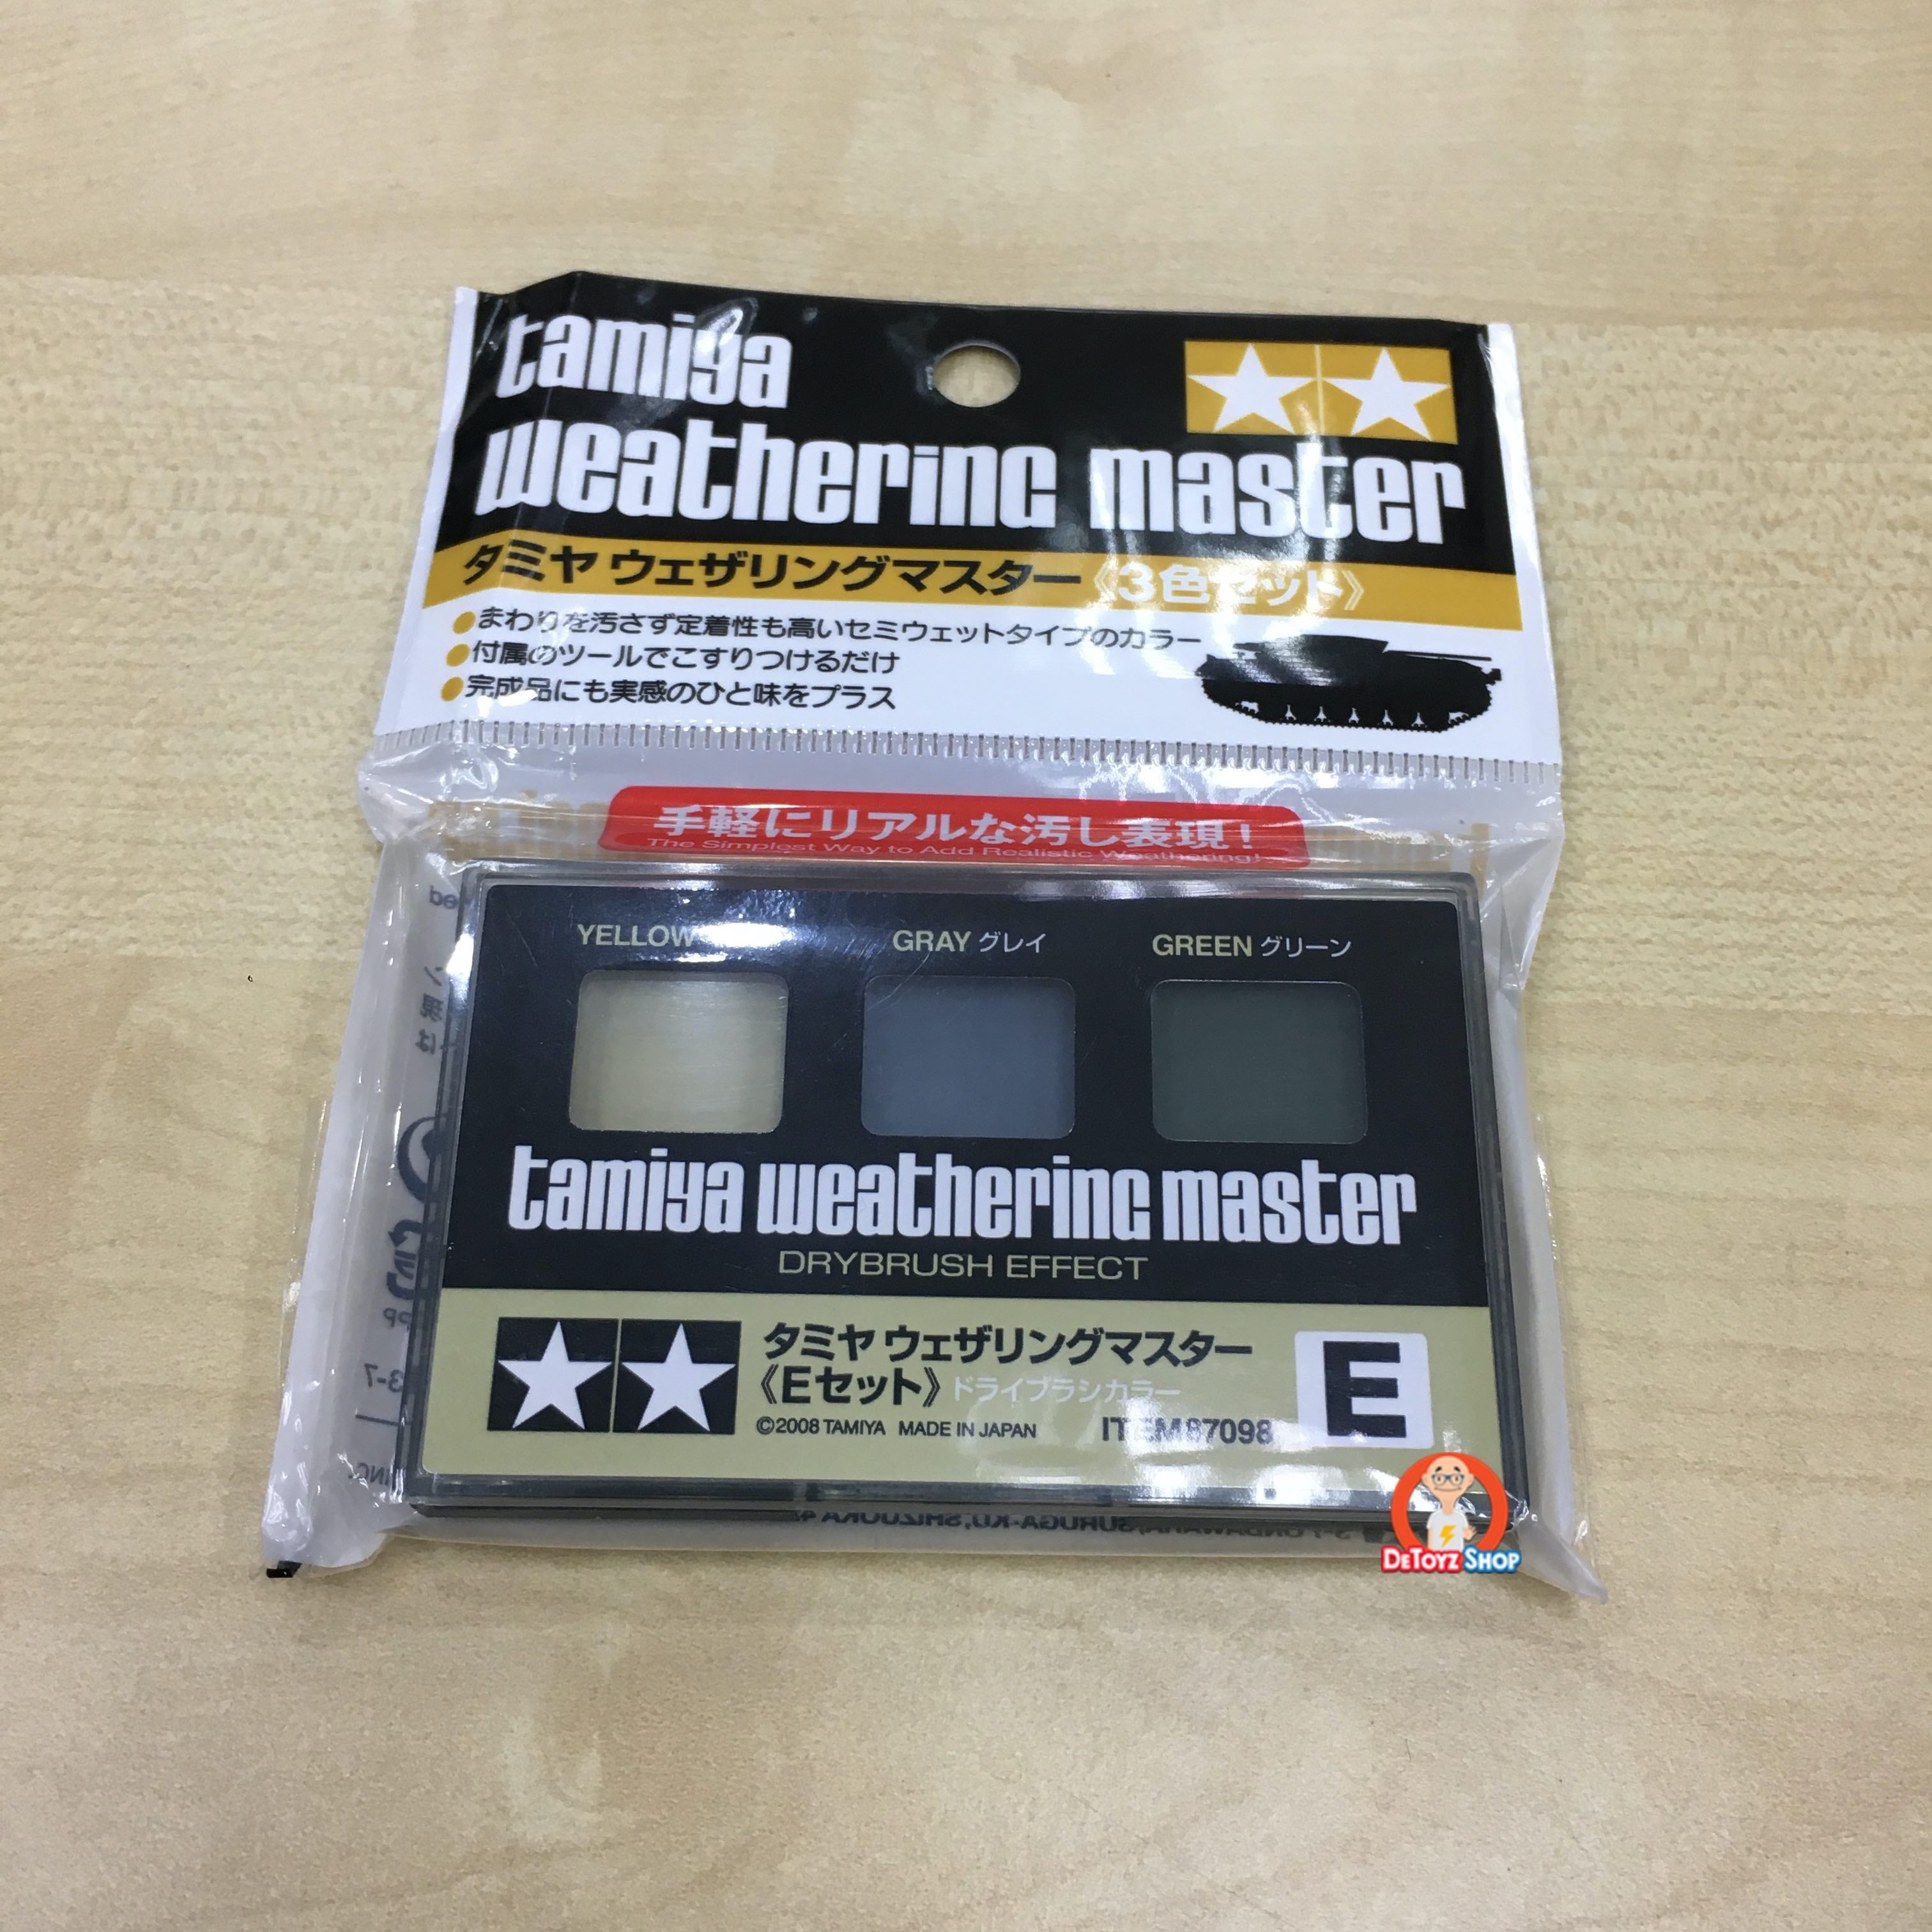 tamiya
weathering master
タミヤ ウェザリングマスター《3色セット》
●まわりを汚さず定着性も高いセミウェットタイプのカラー
●付属のツールでこすりつけるだけ
●完成品にも実感のひと味をプラス
手軽にリアルな汚し表現!
The Simplest Way to Add Realistic Weathering!
YELLOW
GRAY グレイ
GREEN グリーン
tamiya weathering master
DRYBRUSH EFFECT
タミヤ ウェザリングマスター
《Eセット》ドライブラシカラー
E
©2008 TAMIYA MADE IN JAPAN ITEM87098
DeToyz Shop